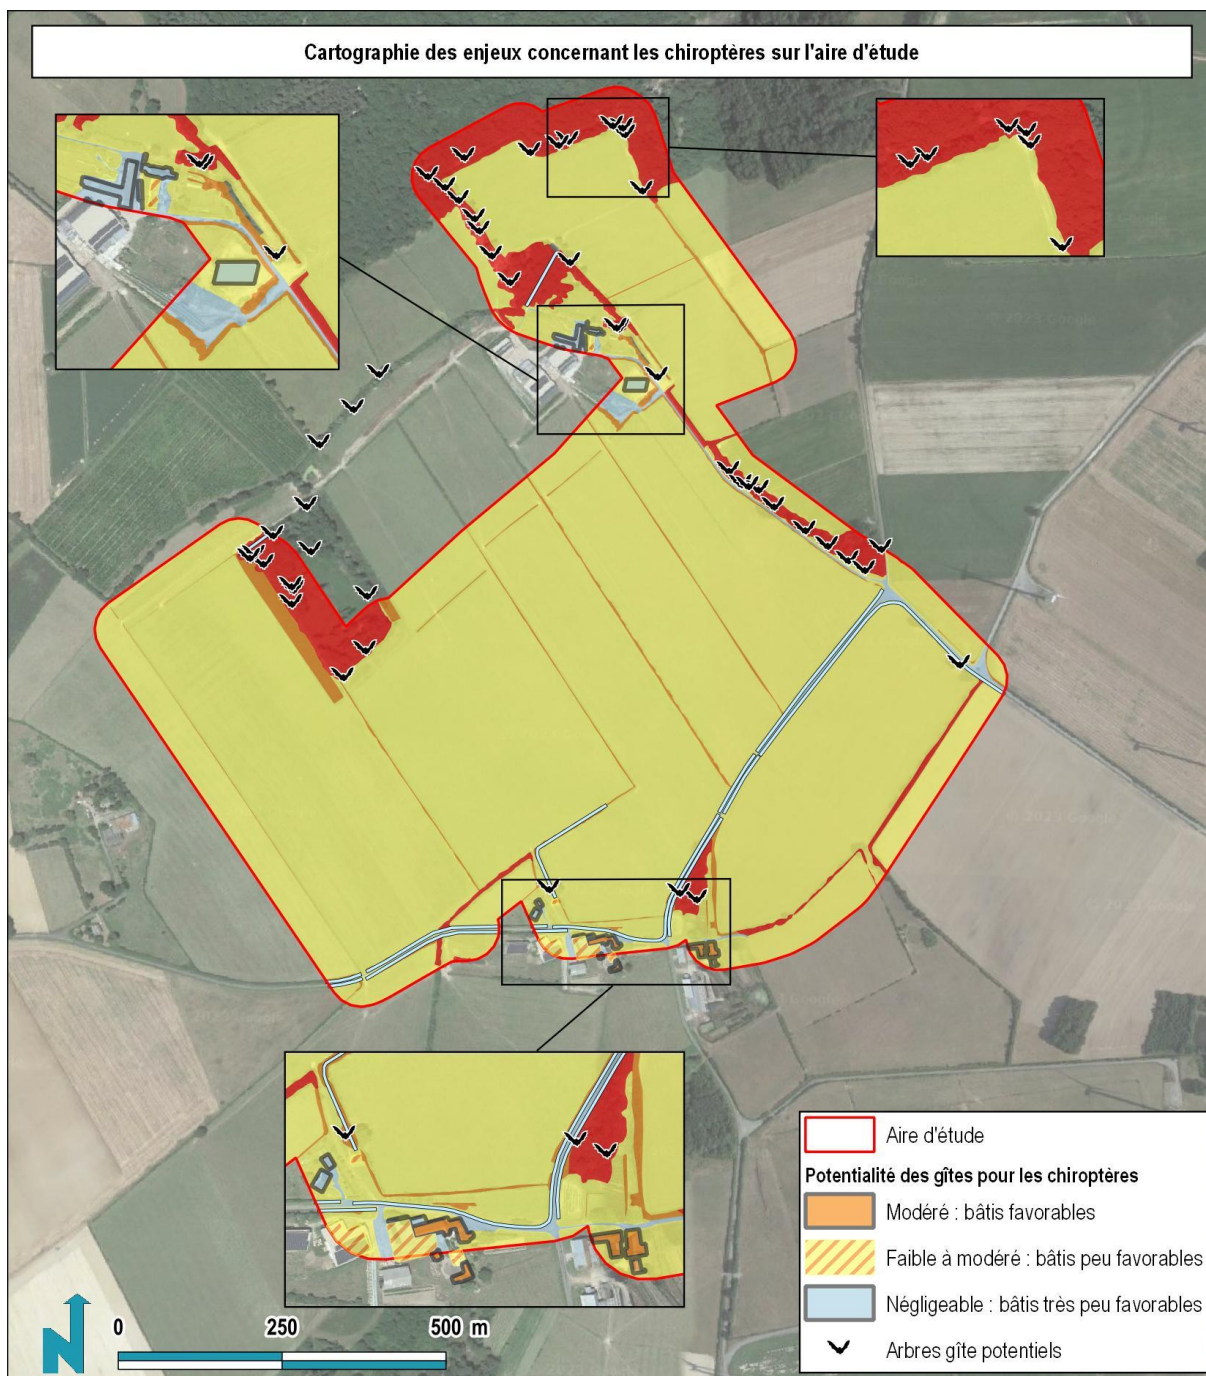 Cartographie des enjeux concernant les chiroptères sur l'aire d'étude
Aire d'étude
Potentialité des gîtes pour les chiroptères
Modéré : bâtis favorables
Faible à modéré : bâtis peu favorables
Négligeable : bâtis très peu favorables
Arbres gîte potentiels
0 250 500 m
N